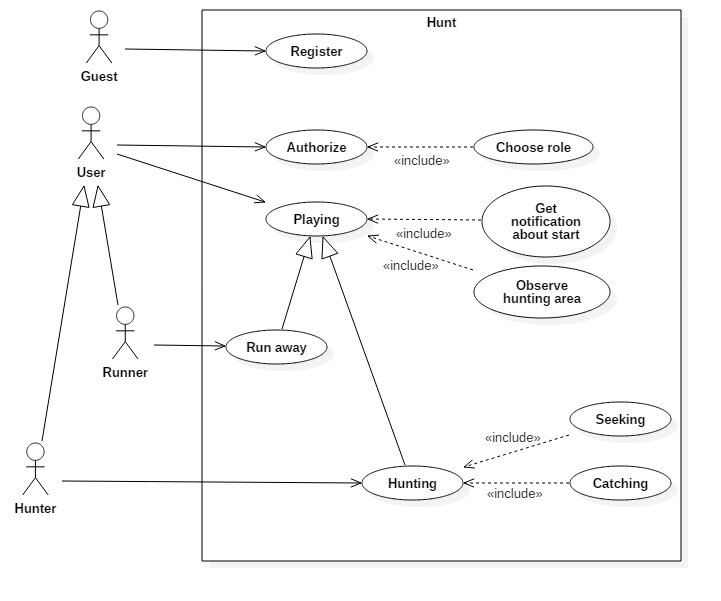 Hunt
Register
Guest
Authorize
Choose role
«include»
User
Get
notification
about start
Playing
«include»
«include»
Observe
hunting area
Run away
Runner
Seeking
«include»
Hunting
Catching
«include»
Hunter